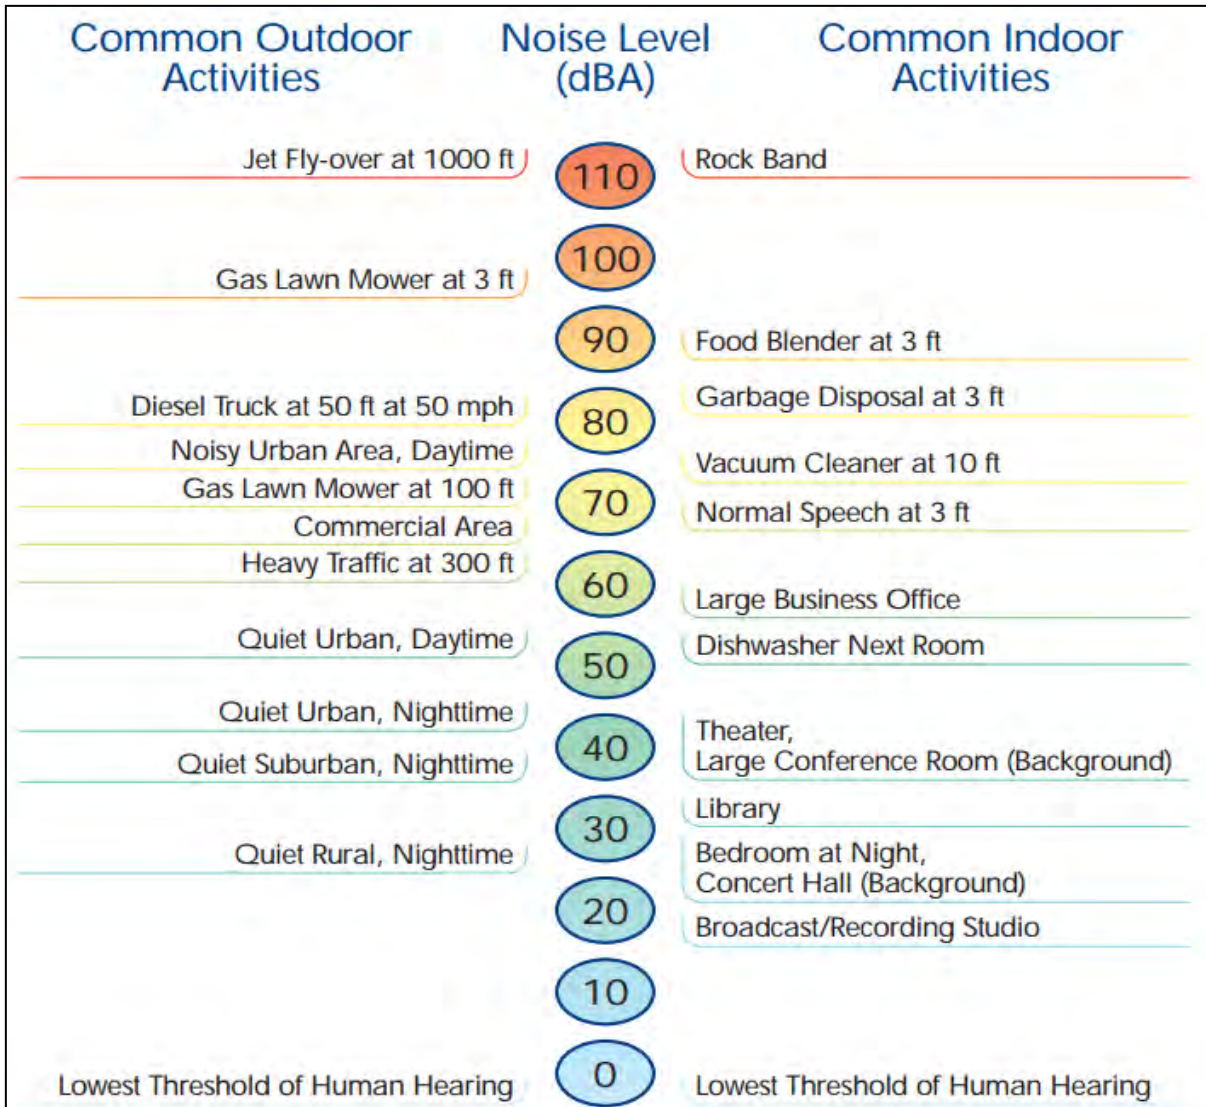 Common Outdoor
Activities
Noise Level
(dBA)
Common Indoor
Activities
Jet Fly-over at 1000 ft
110
Rock Band
100
Gas Lawn Mower at 3 ft
90
Food Blender at 3 ft
Diesel Truck at 50 ft at 50 mph
80
Garbage Disposal at 3 ft
Noisy Urban Area, Daytime
Vacuum Cleaner at 10 ft
Gas Lawn Mower at 100 ft
70
Normal Speech at 3 ft
Commercial Area
Heavy Traffic at 300 ft
60
Large Business Office
Quiet Urban, Daytime
50
Dishwasher Next Room
Quiet Urban, Nighttime
40
Theater,
Large Conference Room (Background)
Quiet Suburban, Nighttime
30
Library
Quiet Rural, Nighttime
Bedroom at Night,
Concert Hall (Background)
20
Broadcast/Recording Studio
10
Lowest Threshold of Human Hearing
0
Lowest Threshold of Human Hearing